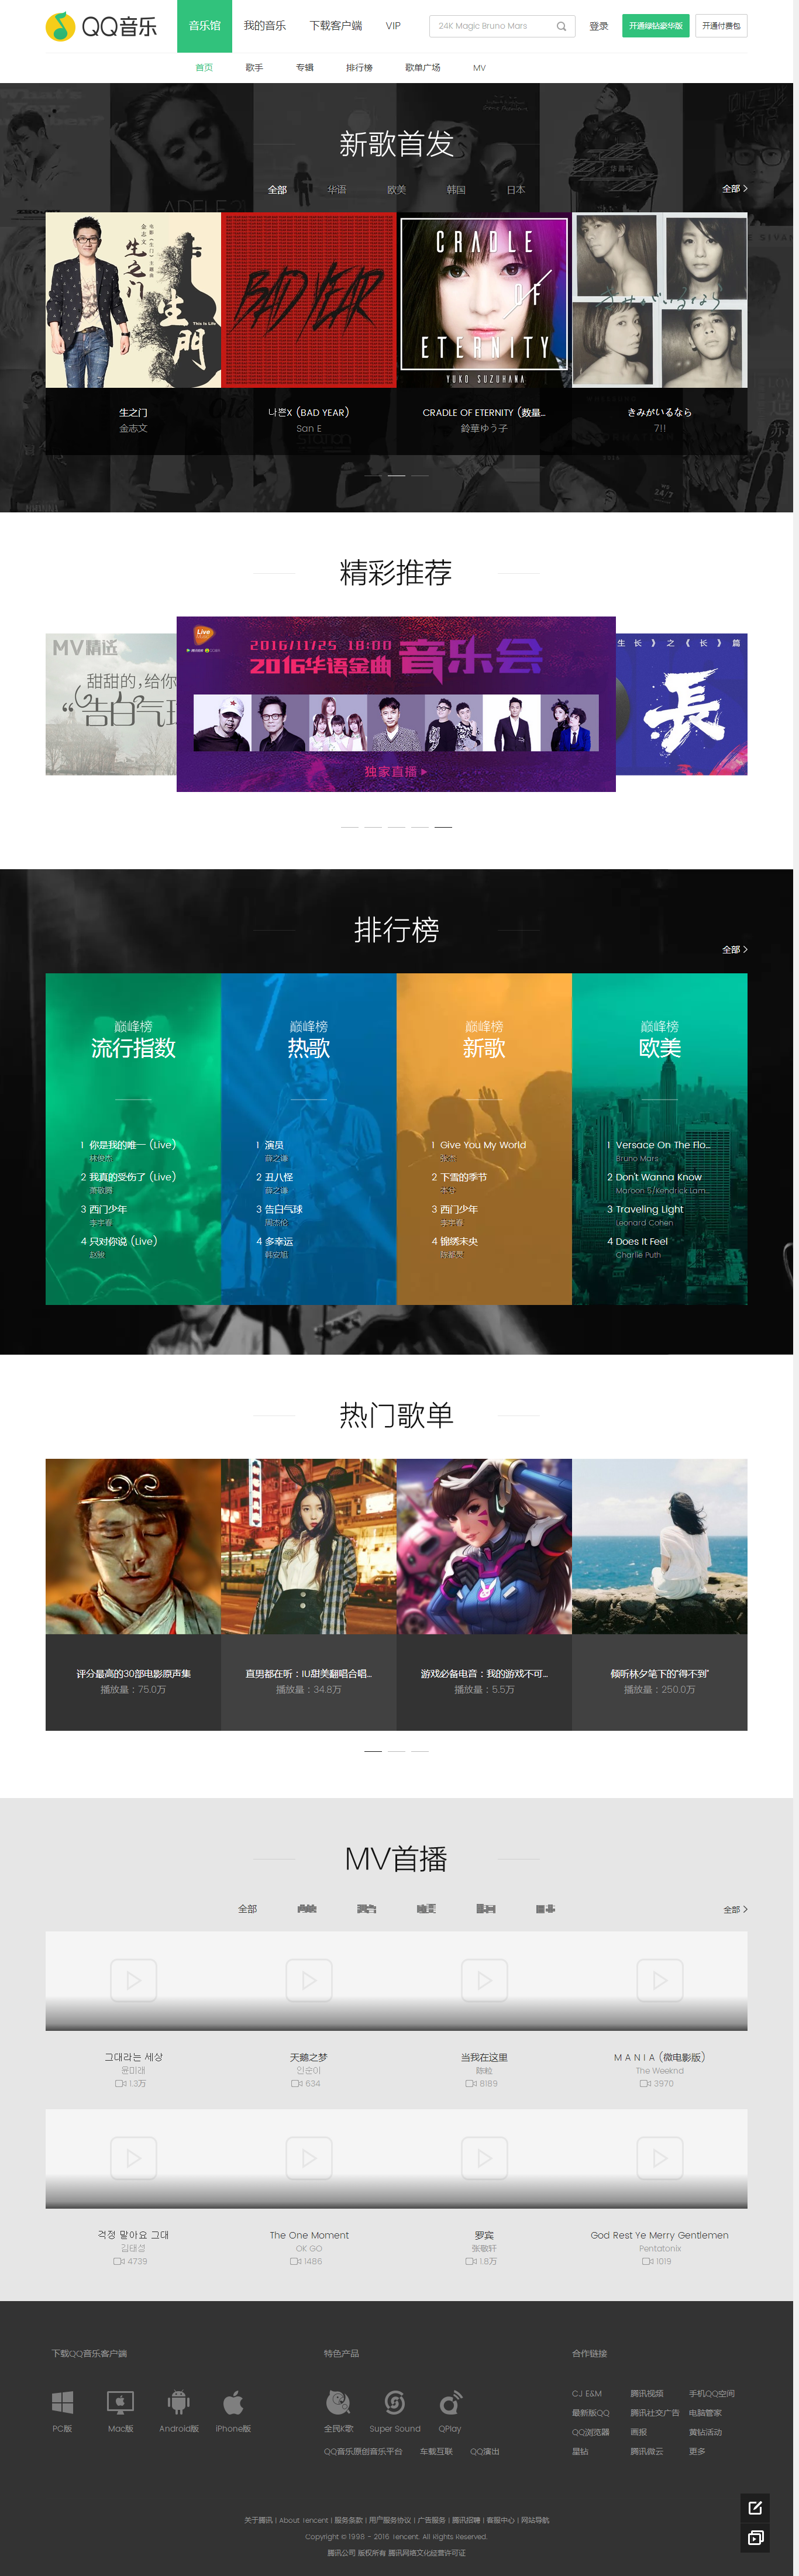 QQ音乐
音乐馆 我的音乐 下载客户端 VIP
24K Magic Bruno Mars
登录 开通绿钻豪华版 开通付费包
首页 歌手 专辑 排行榜 歌单广场 MV
新歌首发
全部 华语 欧美 韩国 日本
全部
生之门
This is Life
生門
BAD YEAR
CRADLE
OF
ETERNITY
YUKO SUZUHANA
生之门
金志文
나쁜X (BAD YEAR)
San E
CRADLE OF ETERNITY (数量...
鈴華ゆう子
きみがいるなら
7!!
精彩推荐
MV精选
甜甜的，给你
“告白气球
Live
2016/11/25 18:00
2016华语金曲 音乐会
独家直播
生 长 》 之 《 长 》 篇
長
排行榜
全部
巅峰榜
流行指数
1 你是我的唯一 (Live)
林俊杰
2 我真的受伤了 (Live)
萧敬腾
3 西门少年
李宇春
4 只对你说 (Live)
巅峰榜
热歌
1 演员
薛之谦
2 丑八怪
薛之谦
3 告白气球
周杰伦
4 多幸运
韩安旭
巅峰榜
新歌
1 Give You My World
张杰
2 下雪的季节
本兮
3 西门少年
李宇春
4 锦绣未央
巅峰榜
欧美
1 Versace On The Flo...
Bruno Mars
2 Don't Wanna Know
Maroon 5/Kendrick Lam...
3 Traveling Light
Leonard Cohen
4 Does It Feel
Charlie Puth
热门歌单
评分最高的30部电影原声集
播放量：75.0万
直男都在听：IU甜美翻唱合唱...
播放量：34.8万
游戏必备电音：我的游戏不可...
播放量：5.5万
倾听林夕笔下的"得不到"
播放量：250.0万
MV首播
全部
全部
그대라는 세상
윤미래
1.3万
天鹅之梦
인순이
634
当我在这里
陈粒
8189
M A N I A (微电影版)
The Weeknd
3970
걱정 말아요 그대
김태성
4739
The One Moment
OK GO
1486
罗宾
张敬轩
1.8万
God Rest Ye Merry Gentlemen
Pentatonix
1019
下载QQ音乐客户端
PC版 Mac版 Android版 iPhone版
特色产品
全民K歌 Super Sound QPlay
QQ音乐原创音乐平台 车载互联 QQ演出
合作链接
CJ E&M 腾讯视频 手机QQ空间
最新版QQ 腾讯社交广告 电脑管家
QQ浏览器 画报 黄钻活动
星钻 腾讯微云 更多
关于腾讯 | About Tencent | 服务条款 | 用户服务协议 | 广告服务 | 腾讯招聘 | 客服中心 | 网站导航
Copyright © 1998 - 2016 Tencent. All Rights Reserved.
腾讯公司 版权所有 腾讯网络文化经营许可证